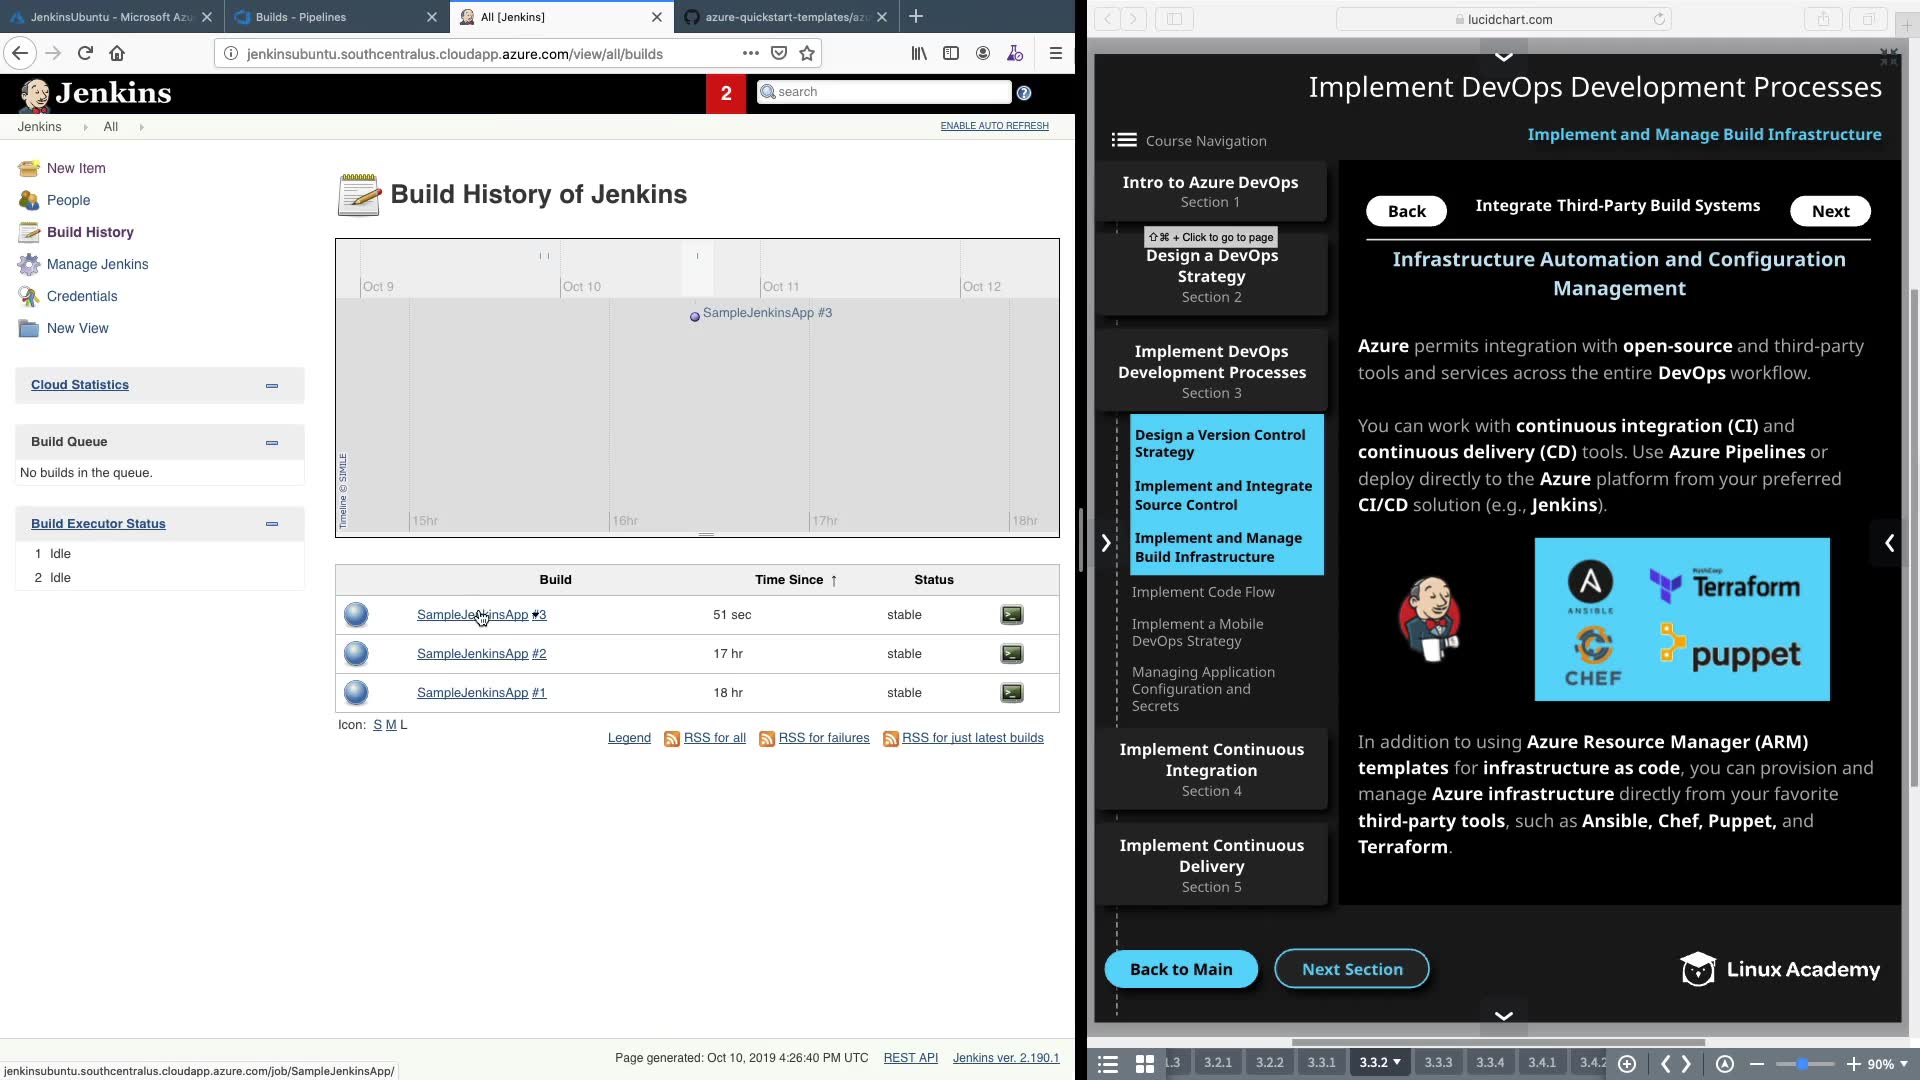 JenkinsUbuntu - Microsoft Azu
Builds - Pipelines
All [Jenkins]
azure-quickstart-templates/azu
jenkinsubuntu.southcentralus.cloudapp.azure.com/view/all/builds
Jenkins
2
search
Jenkins
All
ENABLE AUTO REFRESH
New Item
People
Build History
Manage Jenkins
Credentials
New View
Cloud Statistics
Build Queue
No builds in the queue.
Build Executor Status
1 Idle
2 Idle
Build History of Jenkins
Oct 9
Oct 10
Oct 11
Oct 12
SampleJenkinsApp #3
Timeline © SIMILE
15hr
16hr
17hr
18hr
Build Time Since ↑ Status
SampleJenkinsApp #3 51 sec stable
SampleJenkinsApp #2 17 hr stable
SampleJenkinsApp #1 18 hr stable
Icon: S M L
Legend RSS for all RSS for failures RSS for just latest builds
Page generated: Oct 10, 2019 4:26:40 PM UTC REST API Jenkins ver. 2.190.1
jenkinsubuntu.southcentralus.cloudapp.azure.com/job/SampleJenkinsApp/
lucidchart.com
Implement DevOps Development Processes
Course Navigation
Implement and Manage Build Infrastructure
Intro to Azure DevOps
Section 1
⇧⌘ + Click to go to page
Design a DevOps
Strategy
Section 2
Implement DevOps
Development Processes
Section 3
Design a Version Control
Strategy
Implement and Integrate
Source Control
Implement and Manage
Build Infrastructure
Implement Code Flow
Implement a Mobile
DevOps Strategy
Managing Application
Configuration and
Secrets
Implement Continuous
Integration
Section 4
Implement Continuous
Delivery
Section 5
Back
Integrate Third-Party Build Systems
Next
Infrastructure Automation and Configuration
Management
Azure permits integration with open-source and third-party
tools and services across the entire DevOps workflow.
You can work with continuous integration (CI) and
continuous delivery (CD) tools. Use Azure Pipelines or
deploy directly to the Azure platform from your preferred
CI/CD solution (e.g., Jenkins).
ANSIBLE
HashiCorp
Terraform
CHEF
puppet
In addition to using Azure Resource Manager (ARM)
templates for infrastructure as code, you can provision and
manage Azure infrastructure directly from your favorite
third-party tools, such as Ansible, Chef, Puppet, and
Terraform.
Back to Main
Next Section
Linux Academy
1.3 3.2.1 3.2.2 3.3.1 3.3.2 3.3.3 3.3.4 3.4.1 3.4.2
90%